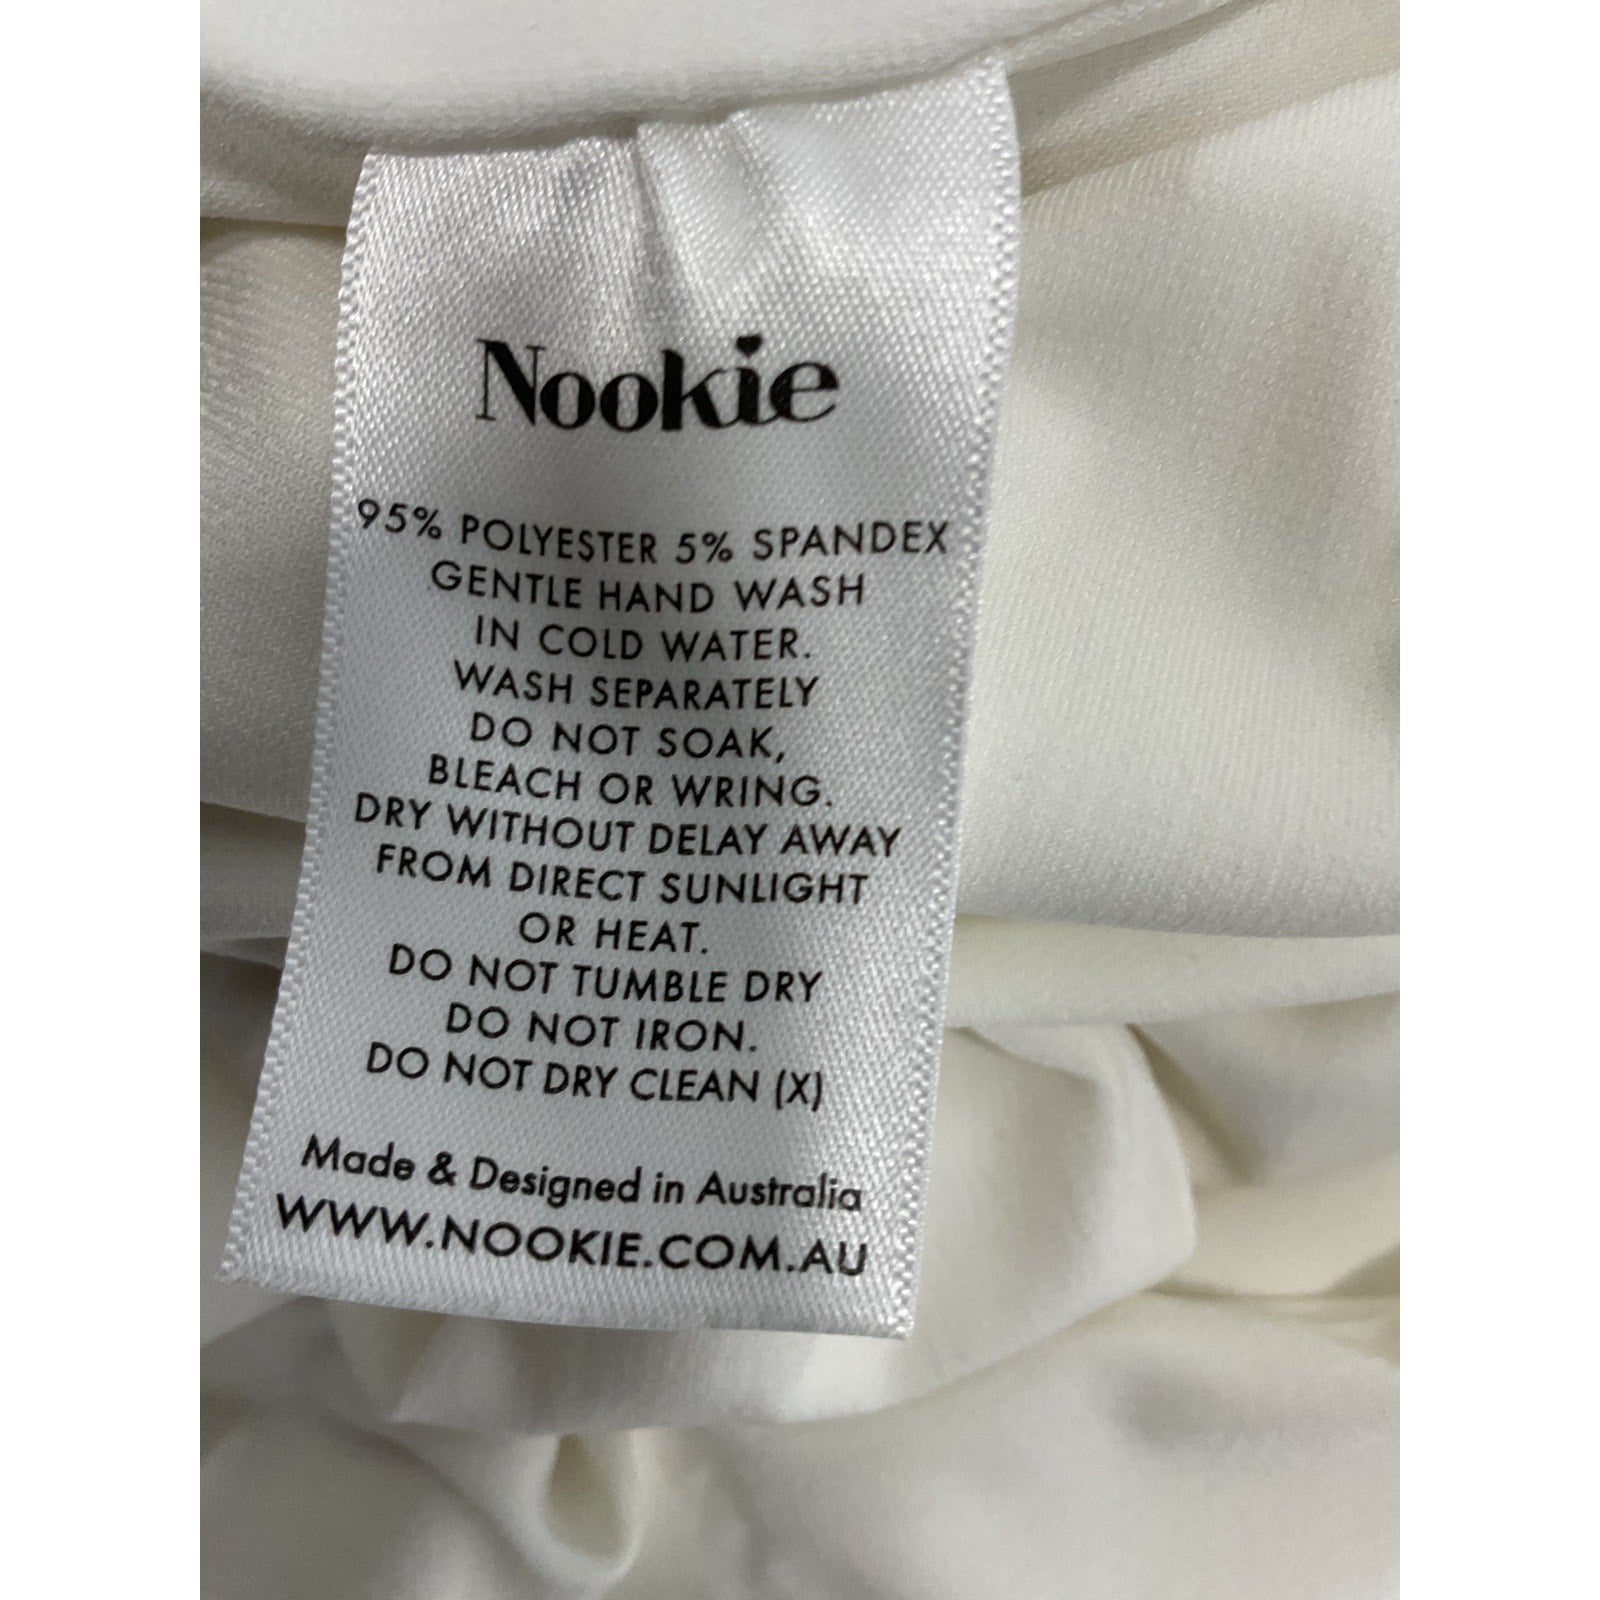 Nookie
95% POLYESTER 5% SPANDEX
GENTLE HAND WASH
IN COLD WATER.
WASH SEPARATELY
DO NOT SOAK,
BLEACH OR WRING.
DRY WITHOUT DELAY AWAY
FROM DIRECT SUNLIGHT
OR HEAT.
DO NOT TUMBLE DRY
DO NOT IRON.
DO NOT DRY CLEAN (X)
Made & Designed in Australia
WWW.NOOKIE.COM.AU